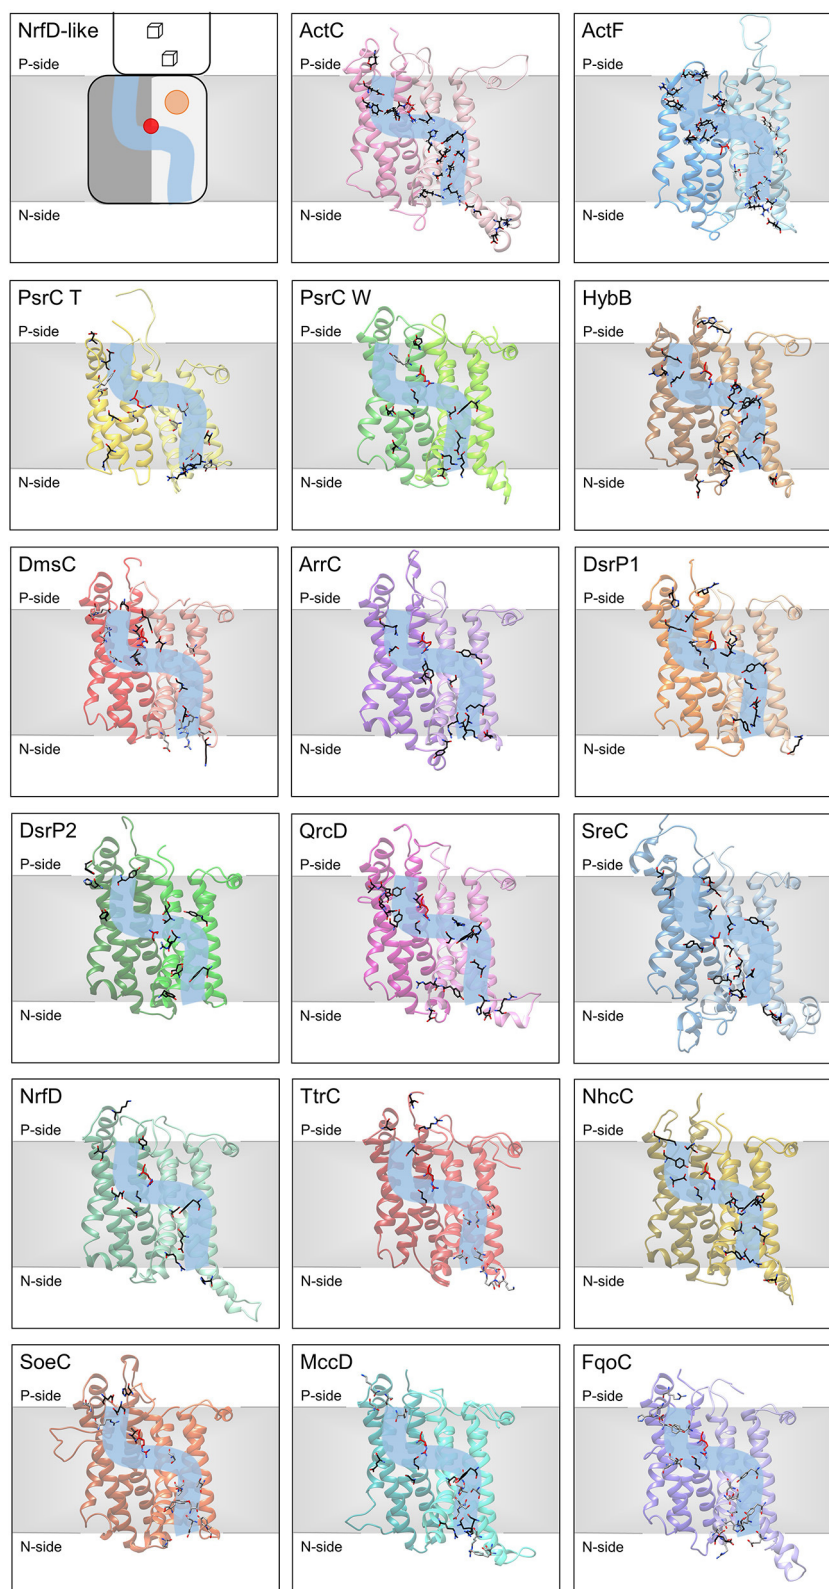 NrfD-like
P-side
N-side
ActC
P-side
N-side
ActF
P-side
N-side
PsrC T
P-side
N-side
PsrC W
P-side
N-side
HybB
P-side
N-side
DmsC
P-side
N-side
ArrC
P-side
N-side
DsrP1
P-side
N-side
DsrP2
P-side
N-side
QrcD
P-side
N-side
SreC
P-side
N-side
NrfD
P-side
N-side
TtrC
P-side
N-side
NhcC
P-side
N-side
SoeC
P-side
N-side
MccD
P-side
N-side
FqoC
P-side
N-side